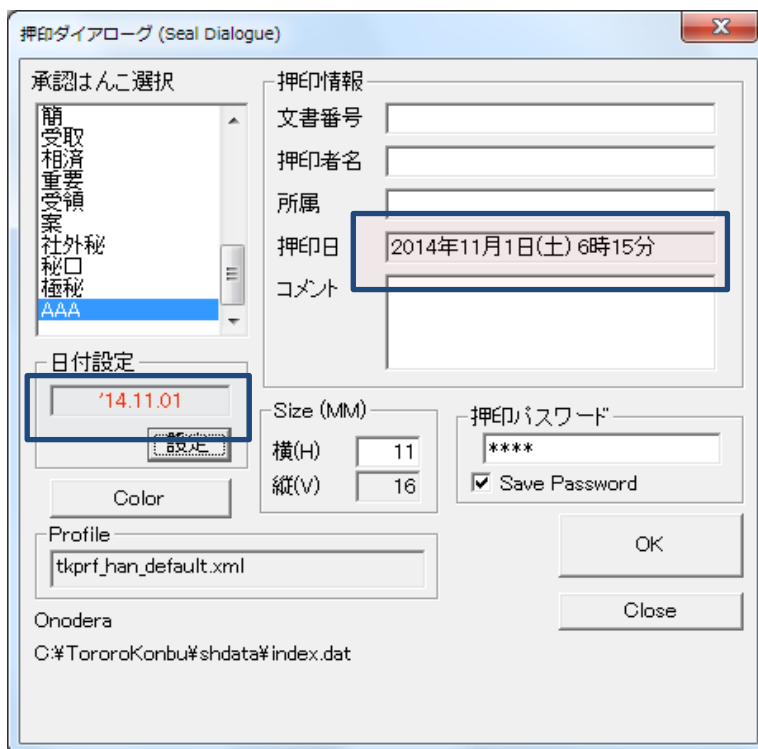 押印ダイアローグ (Seal Dialogue)
承認はんこ選択
簡
受取
相済
重要
受領
案
社外秘
秘口
極秘
AAA
押印情報
文書番号
押印者名
所属
押印日 2014年11月1日(土) 6時15分
コメント
日付設定
'14.11.01
設定
Color
Size (MM)
横(H) 11
縦(V) 16
押印パスワード
****
Save Password
Profile
tkprf_han_default.xml
OK
Close
Onodera
C:¥TororoKonbu¥shdata¥index.dat